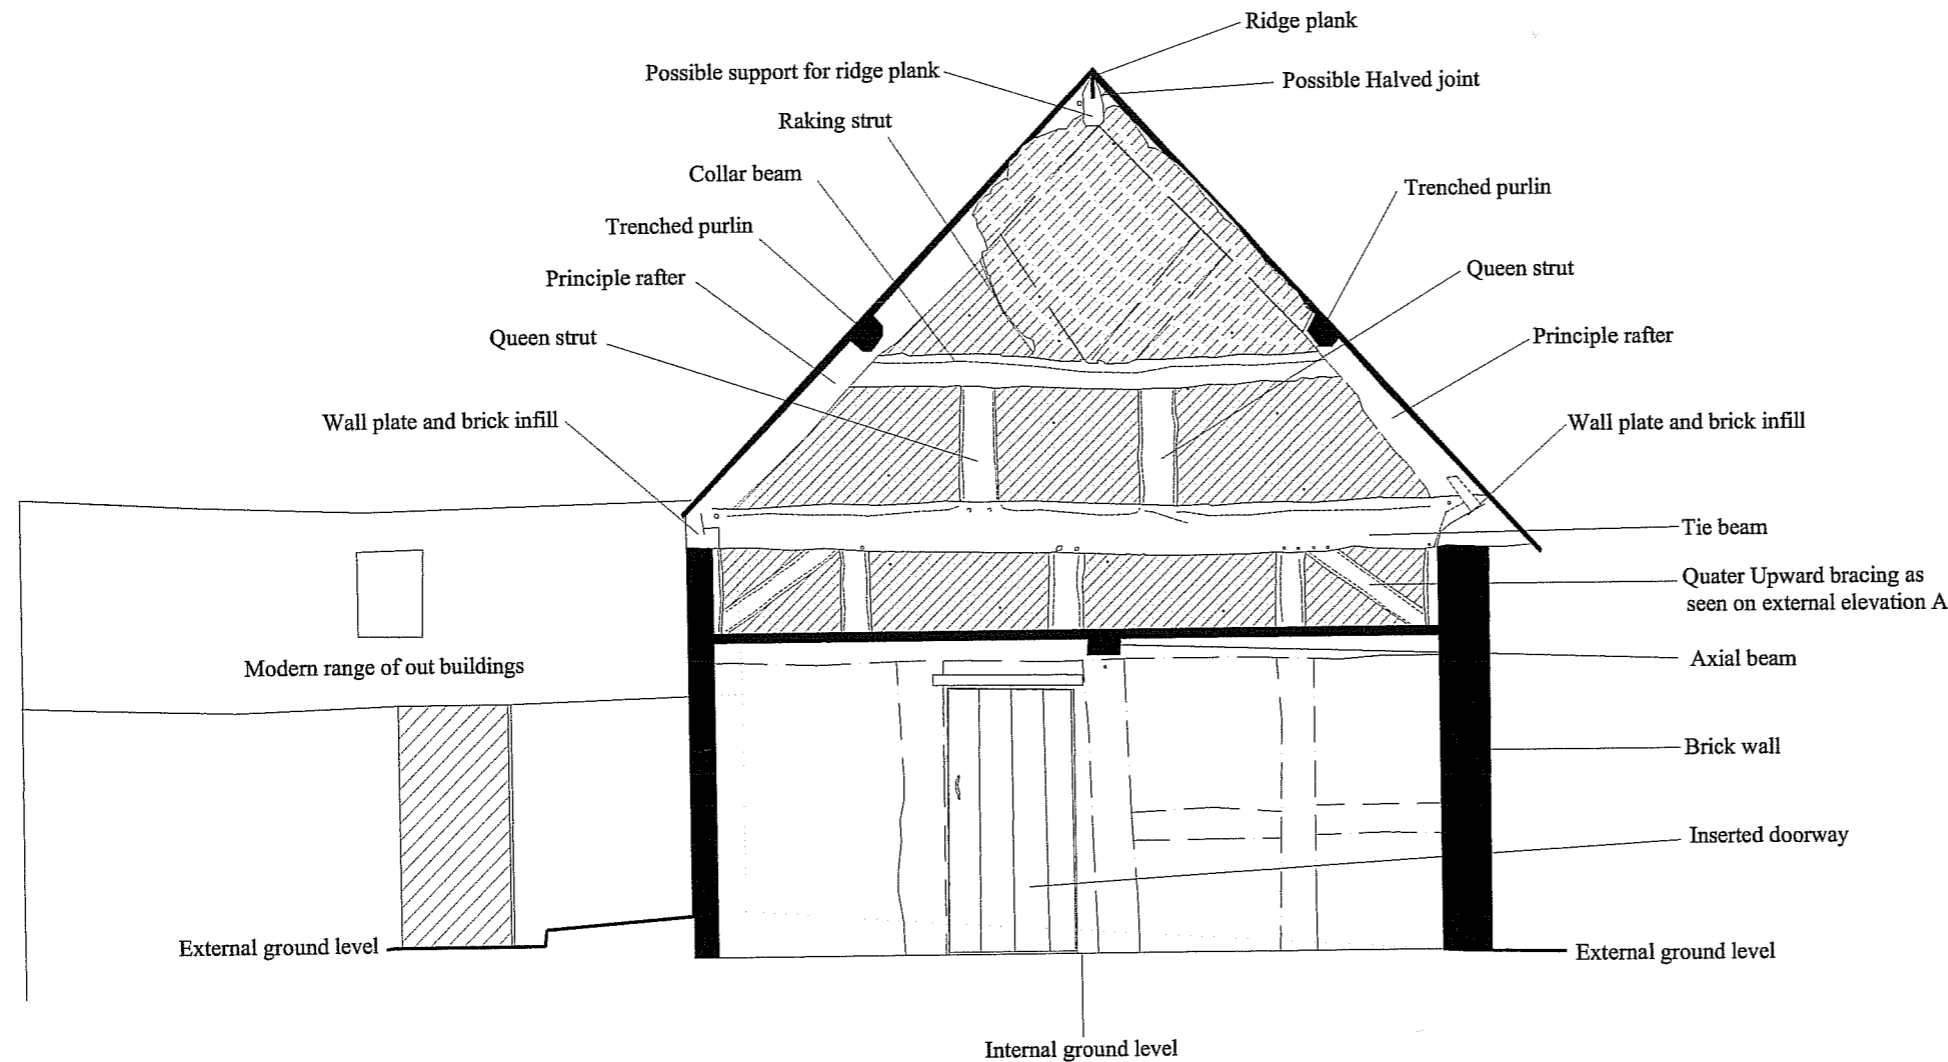 Ridge plank
Possible support for ridge plank
Possible Halved joint
Raking strut
Collar beam
Trenched purlin
Trenched purlin
Principle rafter
Queen strut
Queen strut
Principle rafter
Wall plate and brick infill
Wall plate and brick infill
Tie beam
Quater Upward bracing as
seen on external elevation A
Modern range of out buildings
Axial beam
Brick wall
Inserted doorway
External ground level
External ground level
Internal ground level